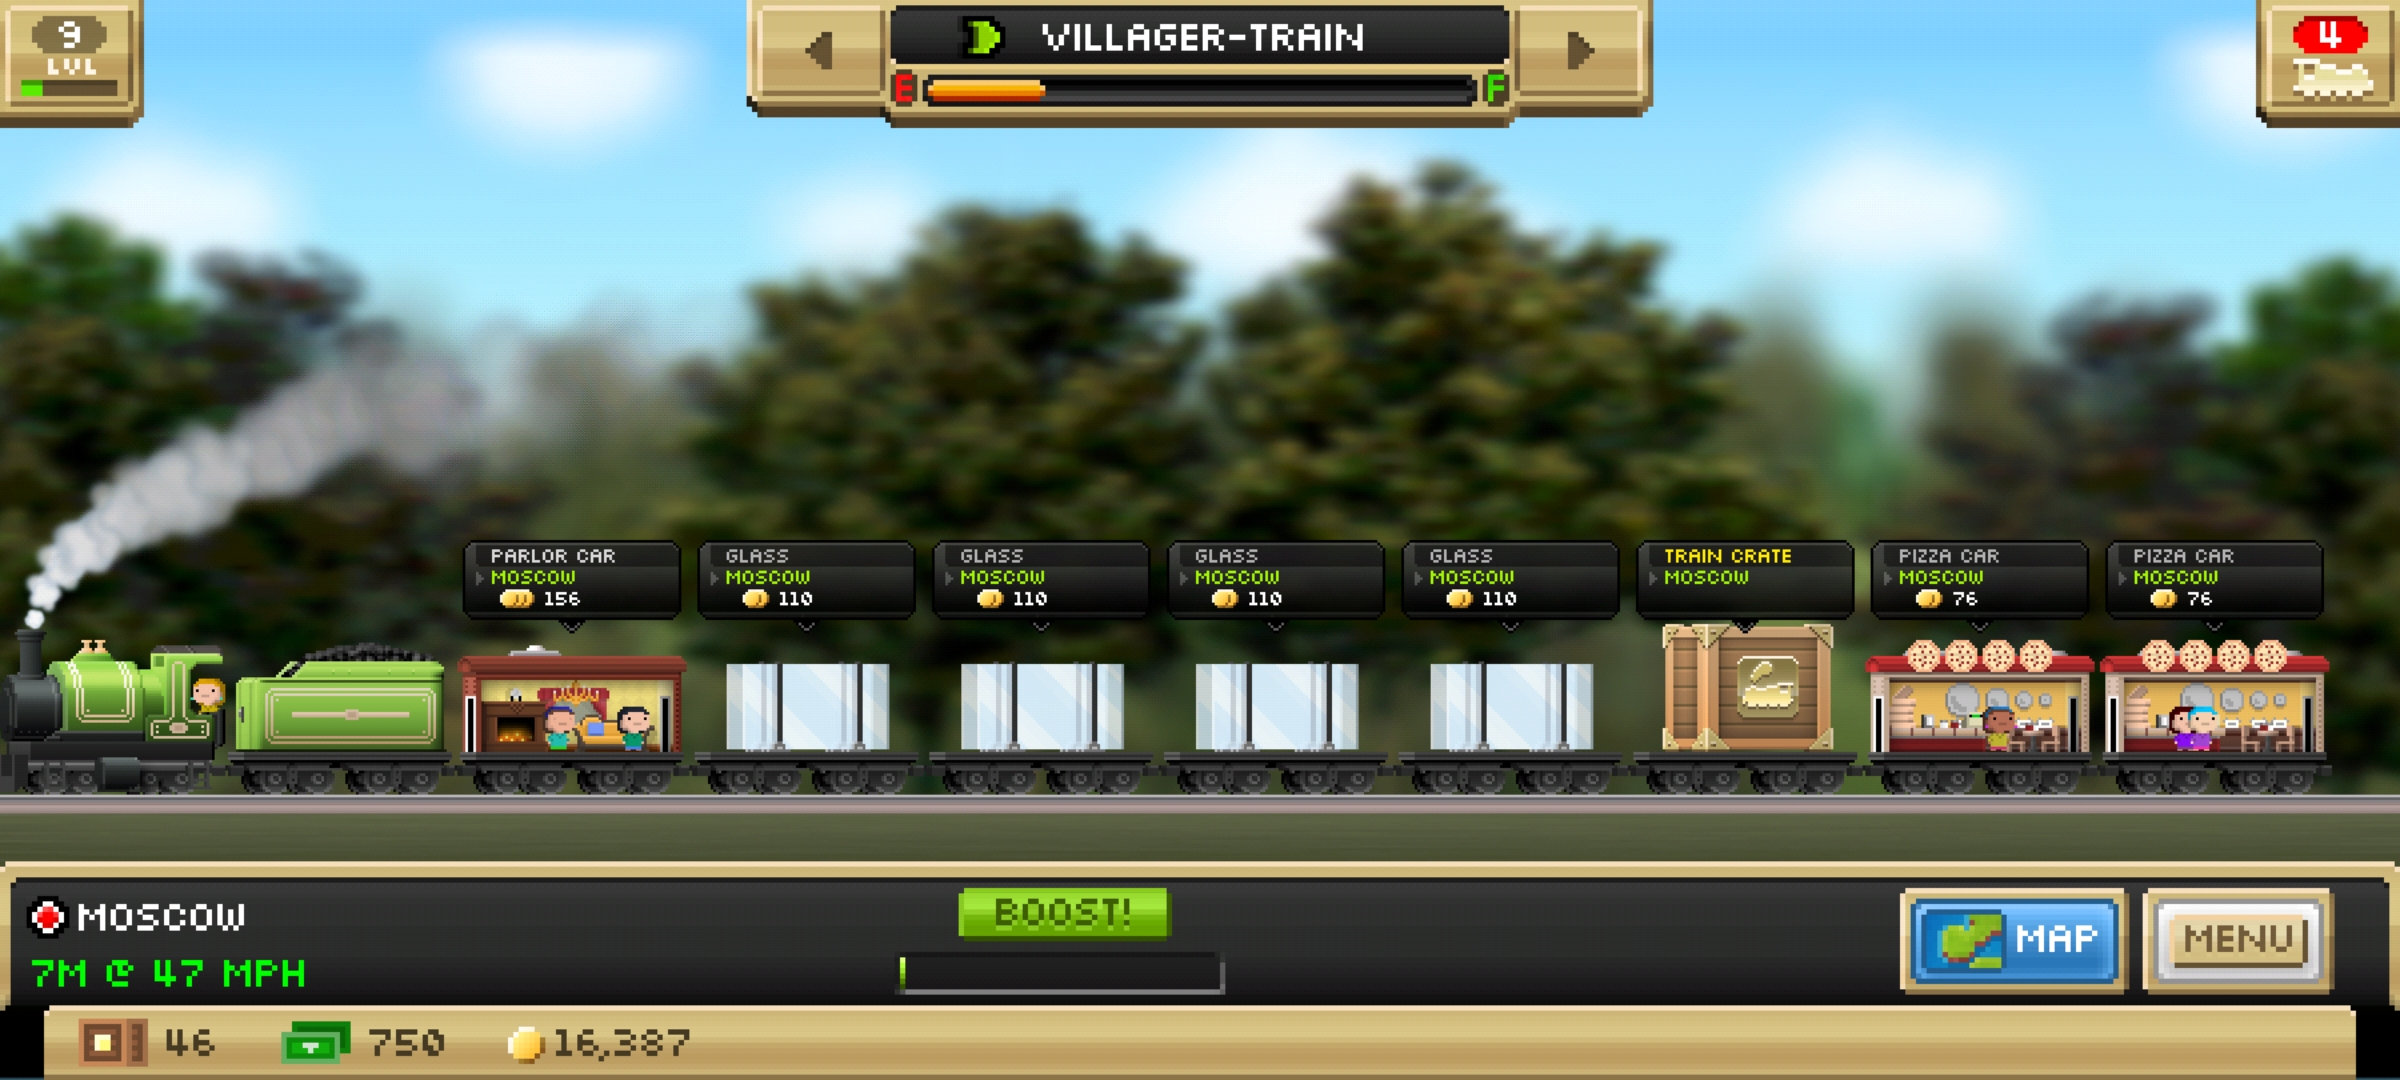 9
LVL
VILLAGER-TRAIN
E F
4
PARLOR CAR
MOSCOW
156
GLASS
MOSCOW
110
GLASS
MOSCOW
110
GLASS
MOSCOW
110
GLASS
MOSCOW
110
TRAIN CRATE
MOSCOW
PIZZA CAR
MOSCOW
76
PIZZA CAR
MOSCOW
76
MOSCOW
7M @ 47 MPH
BOOST!
MAP
MENU
46
750
16,387